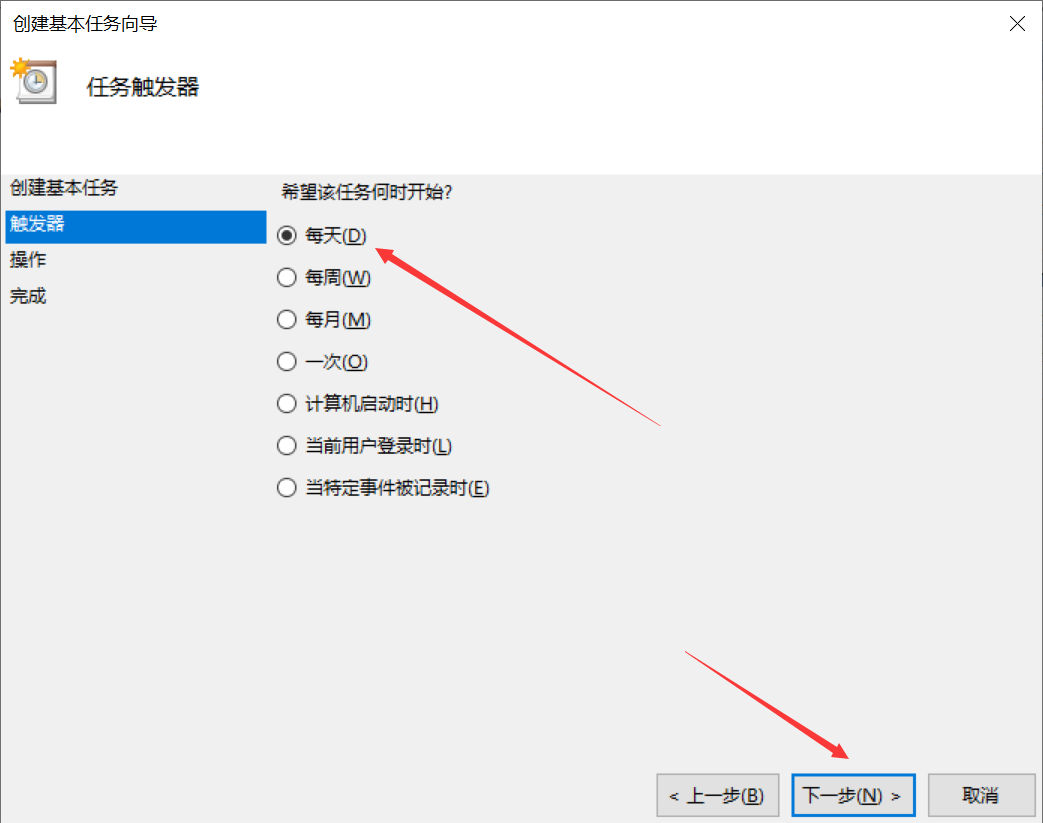 创建基本任务向导
任务触发器
创建基本任务
触发器
操作
完成
希望该任务何时开始?
每天(D)
每周(W)
每月(M)
一次(O)
计算机启动时(H)
当前用户登录时(L)
当特定事件被记录时(E)
< 上一步(B)
下一步(N) >
取消